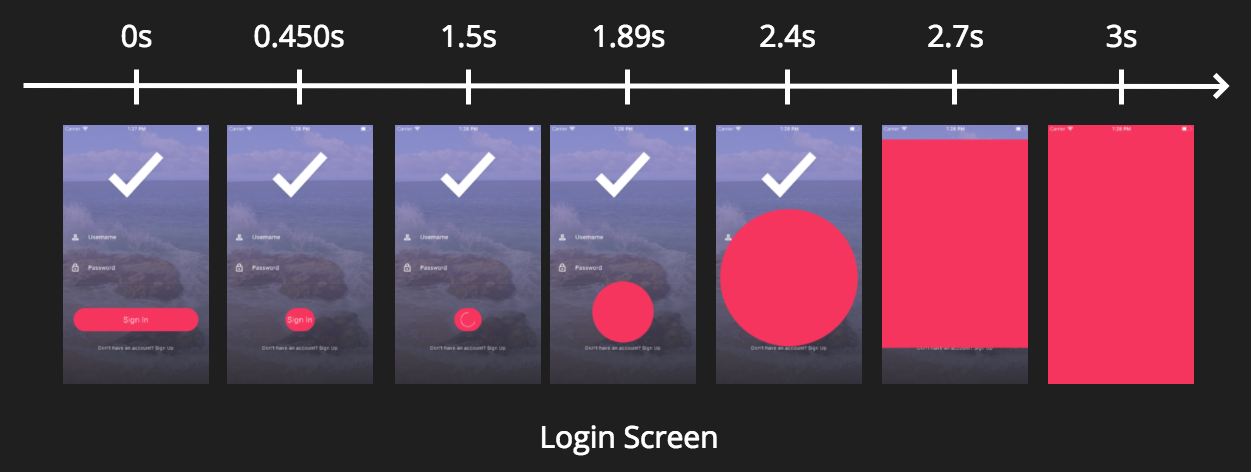 0s 0.450s 1.5s 1.89s 2.4s 2.7s 3s
Carrier 1:27 PM Carrier 1:28 PM Carrier 1:28 PM Carrier 1:28 PM Carrier 1:28 PM Carrier 1:28 PM Carrier 1:28 PM
Username Username Username Username
Password Password Password Password
Sign In Sign In
Don't have an account? Sign Up Don't have an account? Sign Up Don't have an account? Sign Up Don't have an account? Sign Up Don't have an account? Sign Up Don't have an account? Sign Up
Login Screen